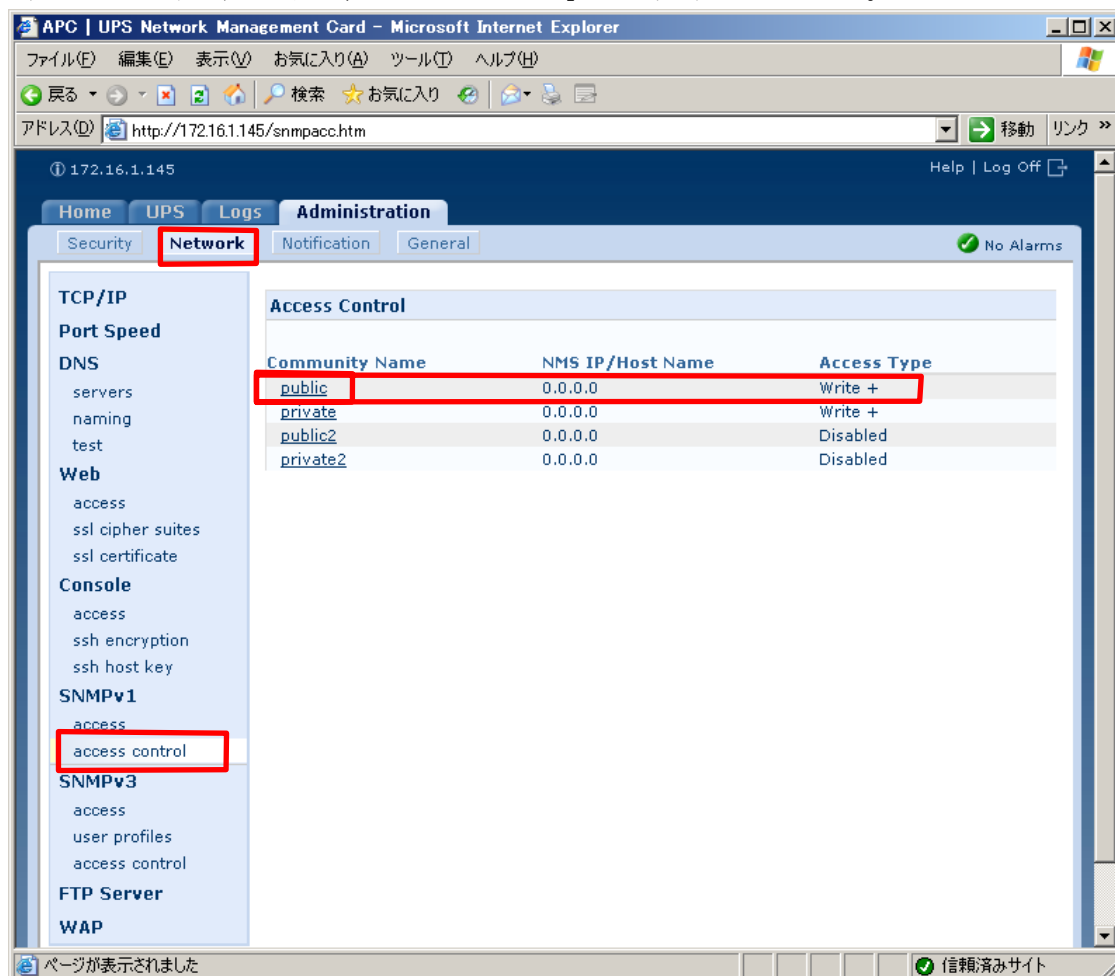 APC | UPS Network Management Card - Microsoft Internet Explorer
ファイル(F) 編集(E) 表示(V) お気に入り(A) ツール(T) ヘルプ(H)
戻る 検索 お気に入り
アドレス(D) http://172.16.1.145/snmpacc.htm 移動 リンク »
172.16.1.145 Help | Log Off
Home UPS Logs Administration
Security Network Notification General No Alarms
TCP/IP
Port Speed
DNS
servers
naming
test
Web
access
ssl cipher suites
ssl certificate
Console
access
ssh encryption
ssh host key
SNMPv1
access
access control
SNMPv3
access
user profiles
access control
FTP Server
WAP
Access Control
Community Name NMS IP/Host Name Access Type
public 0.0.0.0 Write +
private 0.0.0.0 Write +
public2 0.0.0.0 Disabled
private2 0.0.0.0 Disabled
ページが表示されました 信頼済みサイト